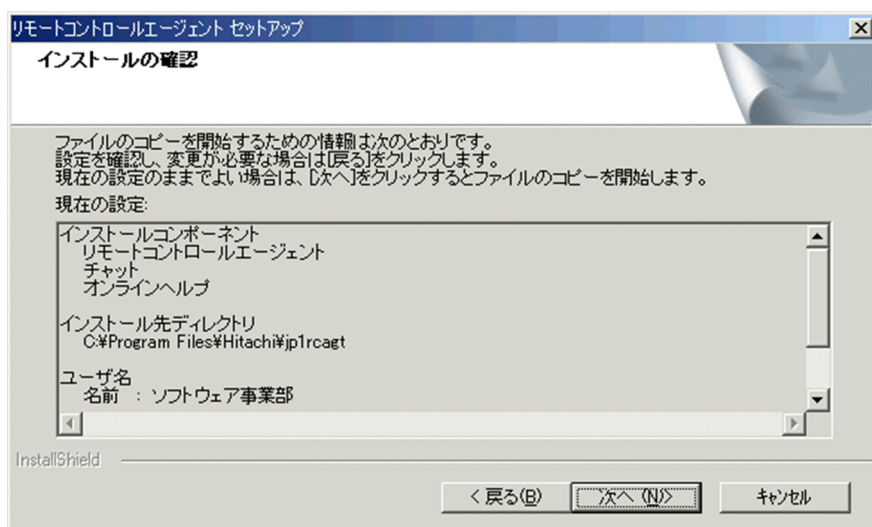 リモートコントロールエージェント セットアップ
インストールの確認
ファイルのコピーを開始するための情報は次のとおりです。
設定を確認し、変更が必要な場合は[戻る]をクリックします。
現在の設定のままでよい場合は、[次へ]をクリックするとファイルのコピーを開始します。
現在の設定:
インストールコンポーネント
リモートコントロールエージェント
チャット
オンラインヘルプ
インストール先ディレクトリ
C:¥Program Files¥Hitachi¥jp1rcagt
ユーザ名
名前 : ソフトウェア事業部
InstallShield
< 戻る(B)
次へ (N)>
キャンセル